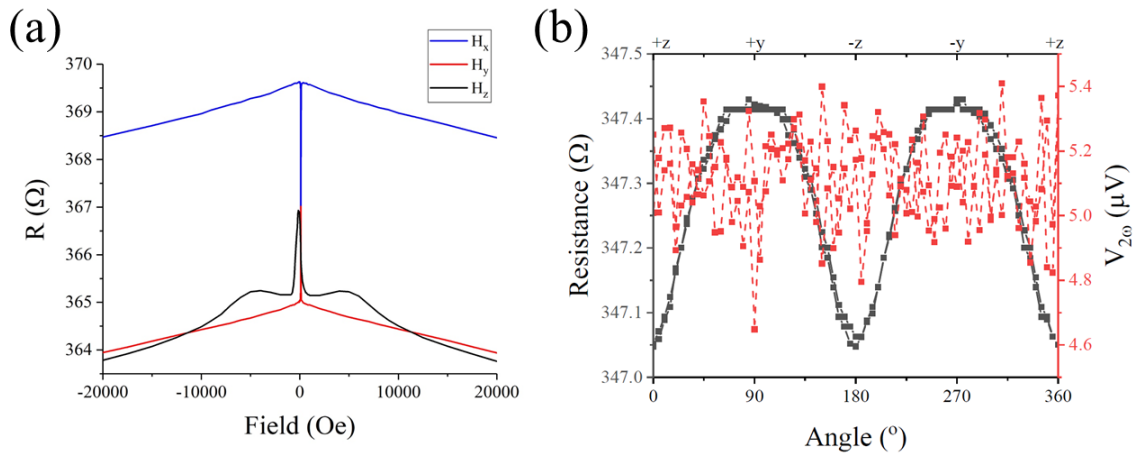 (a)
370
369
368
367
366
365
364
R (Ω)
-20000 -10000 0 10000 20000
Field (Oe)
Hₓ
Hᵧ
H_z
(b)
+z +y -z -y +z
347.5
347.4
347.3
347.2
347.1
347.0
Resistance (Ω)
5.4
5.2
5.0
4.8
4.6
V₂ω (μV)
0 90 180 270 360
Angle (º)